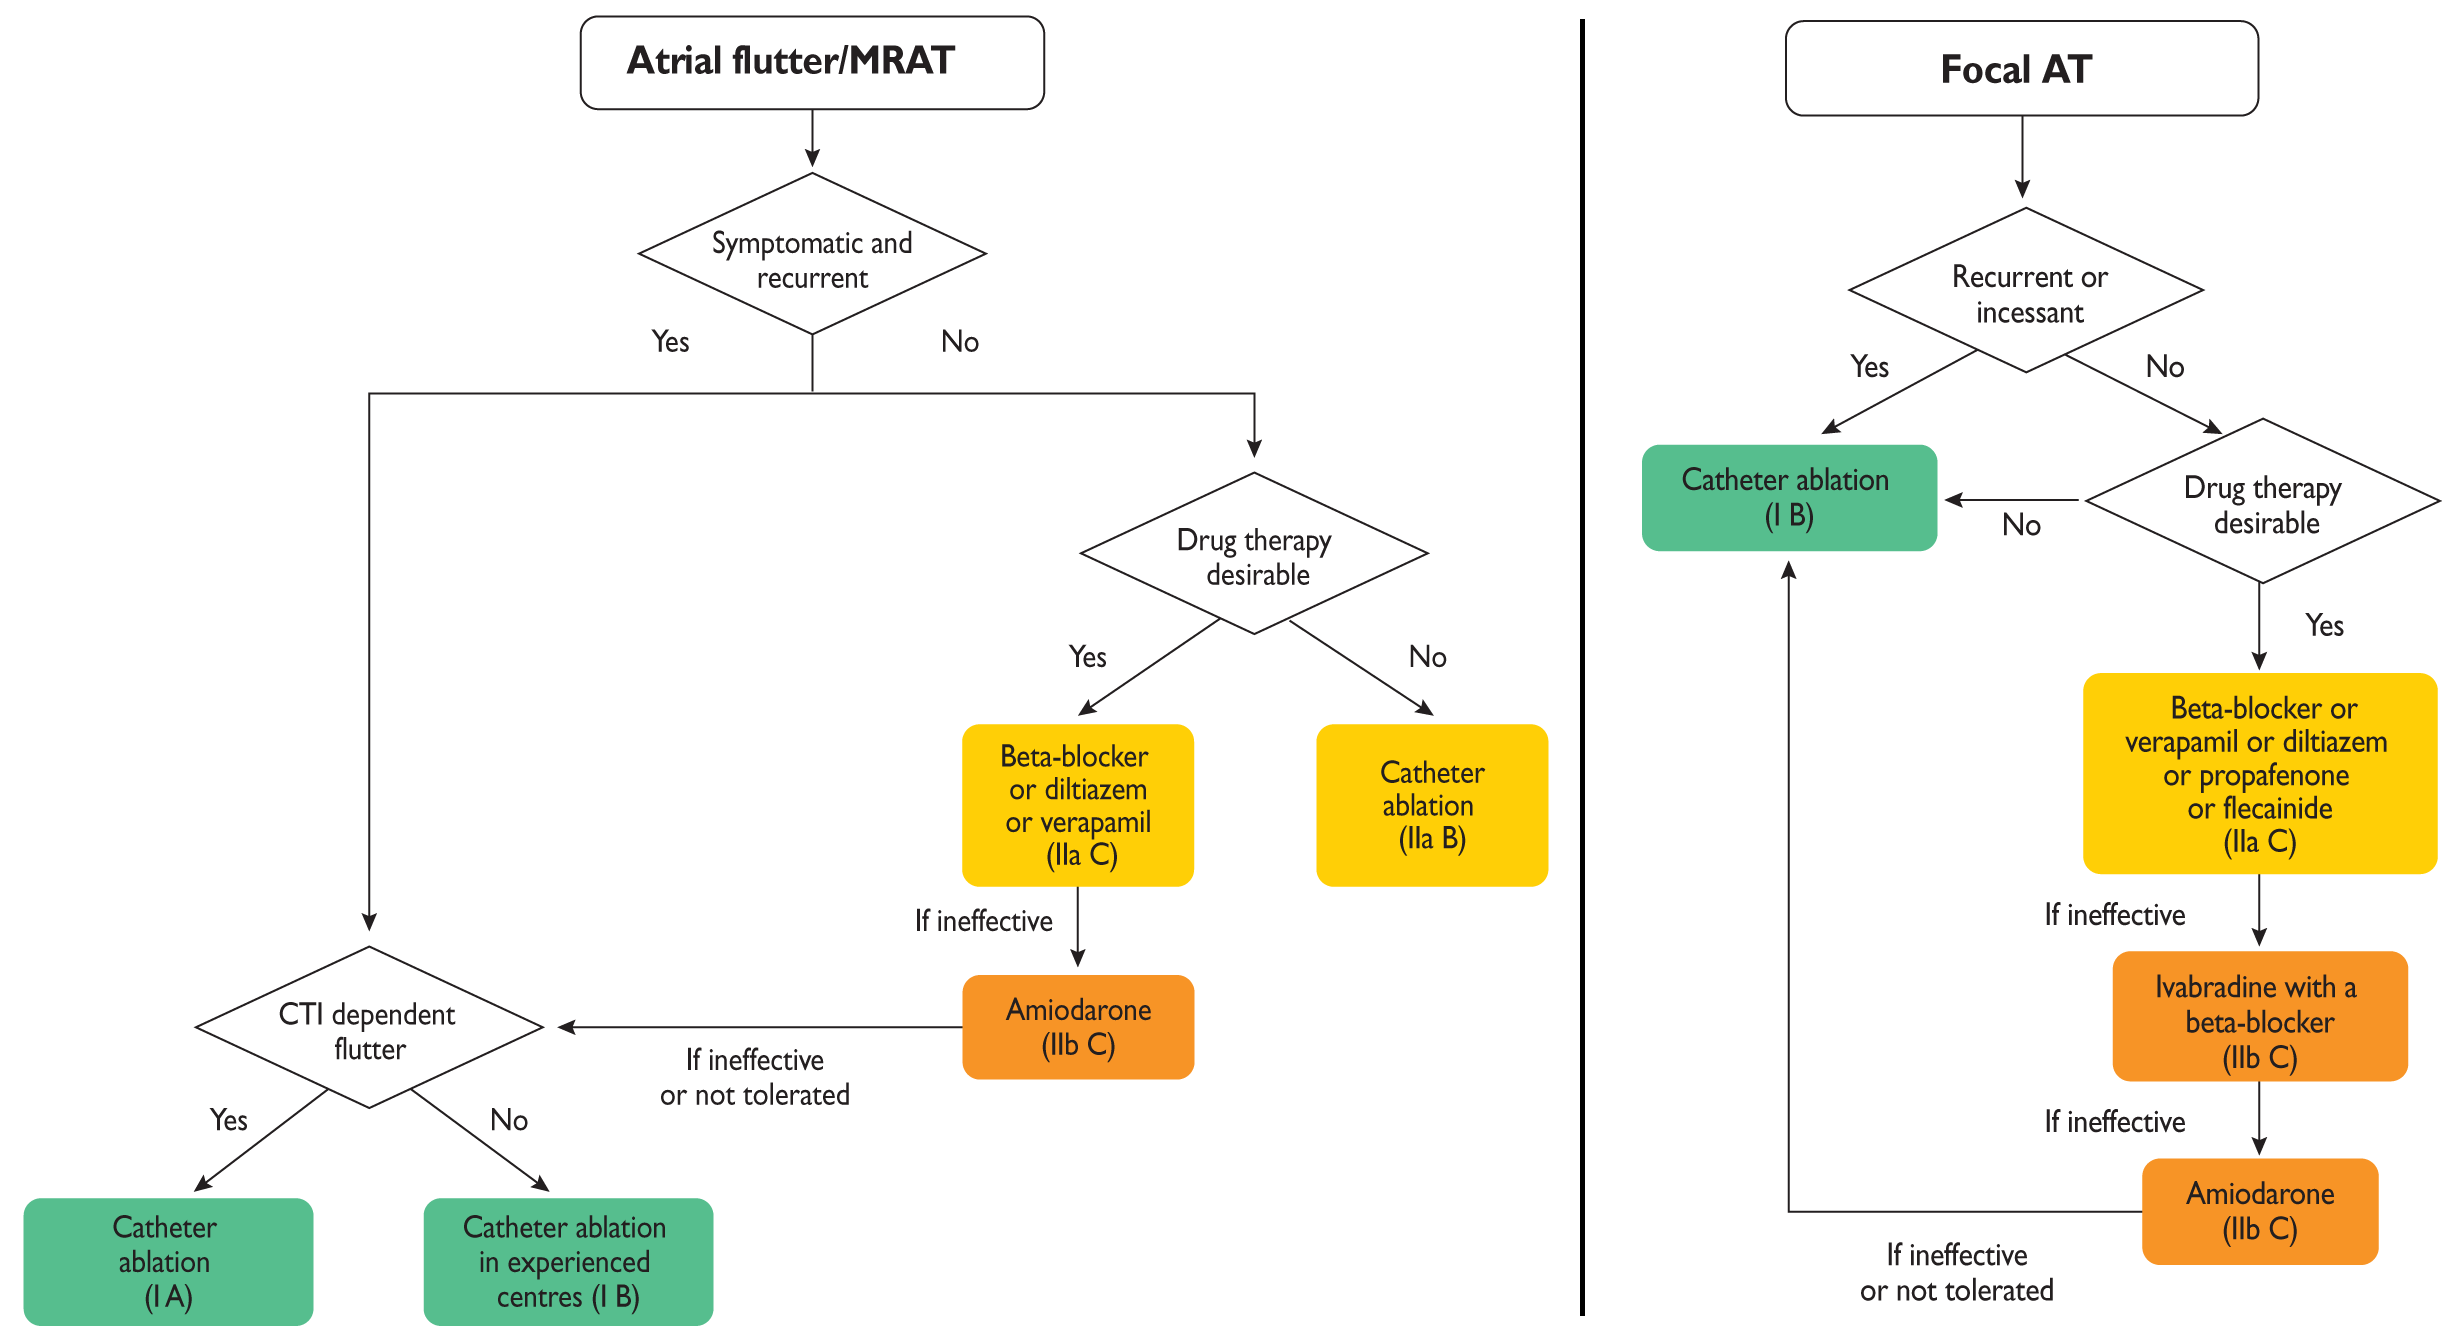 Atrial flutter/MRAT
Symptomatic and
recurrent
Yes
No
Drug therapy
desirable
Yes
No
Beta-blocker
or diltiazem
or verapamil
(IIa C)
Catheter
ablation
(IIa B)
If ineffective
Amiodarone
(IIb C)
If ineffective
or not tolerated
CTI dependent
flutter
Yes
No
Catheter
ablation
(I A)
Catheter ablation
in experienced
centres (I B)
Focal AT
Recurrent or
incessant
Yes
No
Catheter ablation
(I B)
No
Drug therapy
desirable
Yes
Beta-blocker or
verapamil or diltiazem
or propafenone
or flecainide
(IIa C)
If ineffective
Ivabradine with a
beta-blocker
(IIb C)
If ineffective
Amiodarone
(IIb C)
If ineffective
or not tolerated